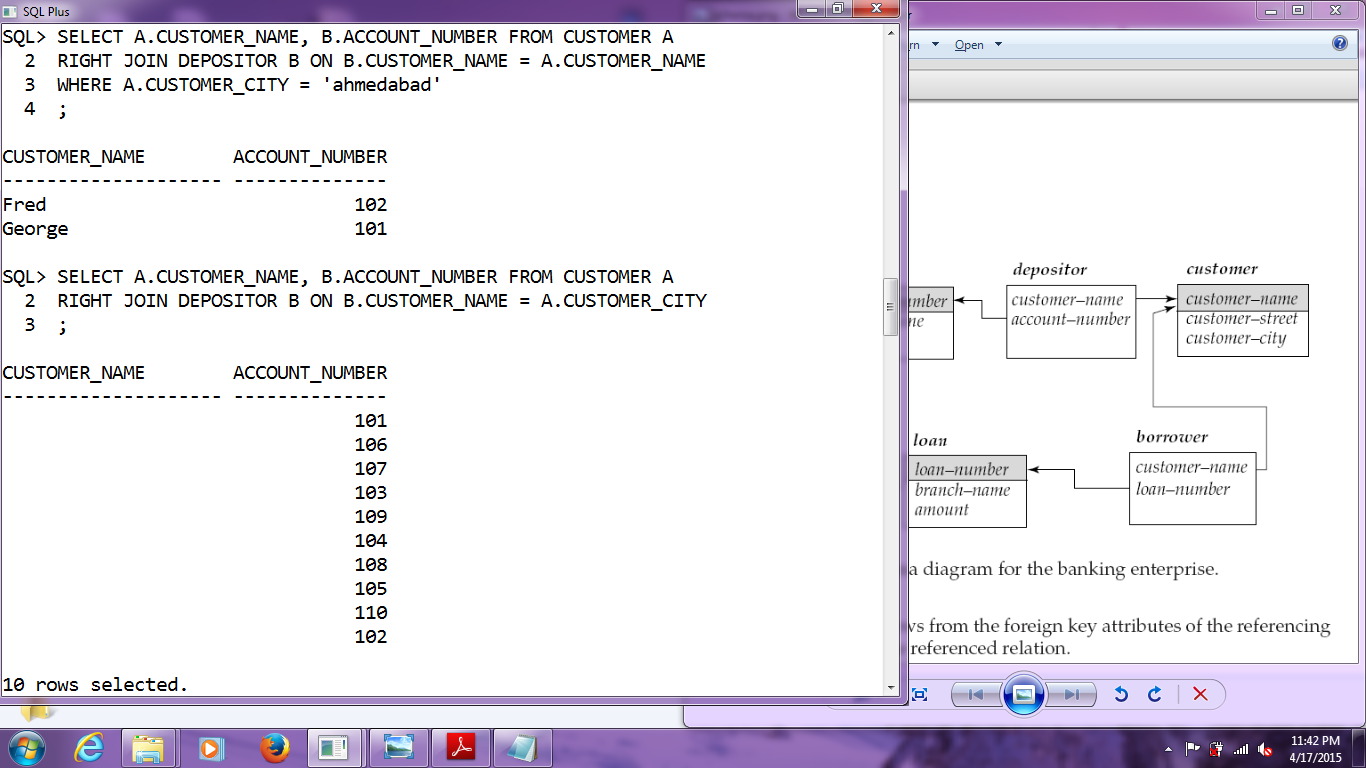 SQL Plus
SQL> SELECT A.CUSTOMER_NAME, B.ACCOUNT_NUMBER FROM CUSTOMER A
2 RIGHT JOIN DEPOSITOR B ON B.CUSTOMER_NAME = A.CUSTOMER_NAME
3 WHERE A.CUSTOMER_CITY = 'ahmedabad'
4 ;
CUSTOMER_NAME ACCOUNT_NUMBER
-------------------- --------------
Fred 102
George 101
SQL> SELECT A.CUSTOMER_NAME, B.ACCOUNT_NUMBER FROM CUSTOMER A
2 RIGHT JOIN DEPOSITOR B ON B.CUSTOMER_NAME = A.CUSTOMER_CITY
3 ;
CUSTOMER_NAME ACCOUNT_NUMBER
-------------------- --------------
101
106
107
103
109
104
108
105
110
102
10 rows selected.
rn Open
depositor
customer–name
account–number
customer
customer–name
customer–street
customer–city
umber
me
loan
loan–number
branch–name
amount
borrower
customer–name
loan–number
a diagram for the banking enterprise.
ws from the foreign key attributes of the referencing
referenced relation.
11:42 PM
4/17/2015